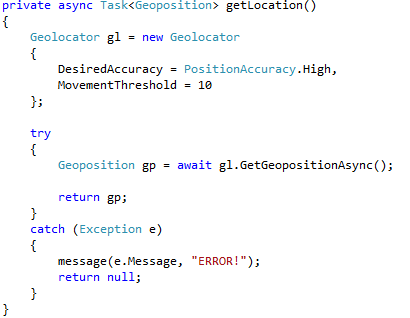 private async Task<Geoposition> getLocation()
{
    Geolocator gl = new Geolocator
    {
        DesiredAccuracy = PositionAccuracy.High,
        MovementThreshold = 10
    };

    try
    {
        Geoposition gp = await gl.GetGeopositionAsync();

        return gp;
    }
    catch (Exception e)
    {
        message(e.Message, "ERROR!");
        return null;
    }
}